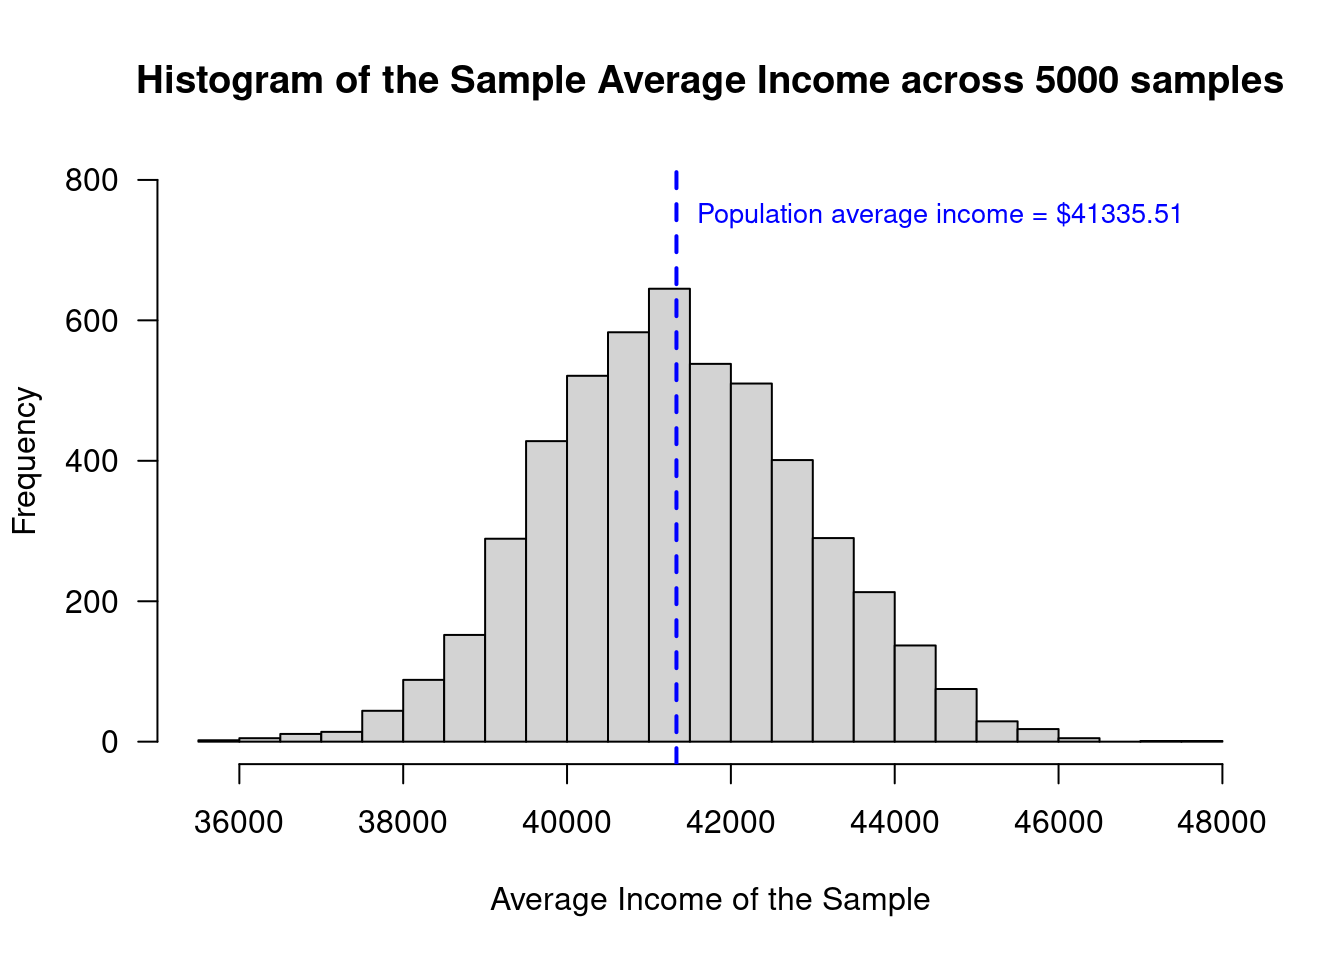 Histogram of the Sample Average Income across 5000 samples
800
Population average income = $41335.51
600
400
200
0
Frequency
36000 38000 40000 42000 44000 46000 48000
Average Income of the Sample